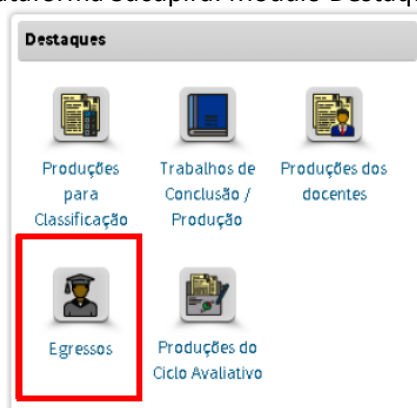 Destaques
Produções
para
Classificação
Trabalhos de
Conclusão /
Produção
Produções dos
docentes
Egressos
Produções do
Ciclo Avaliativo